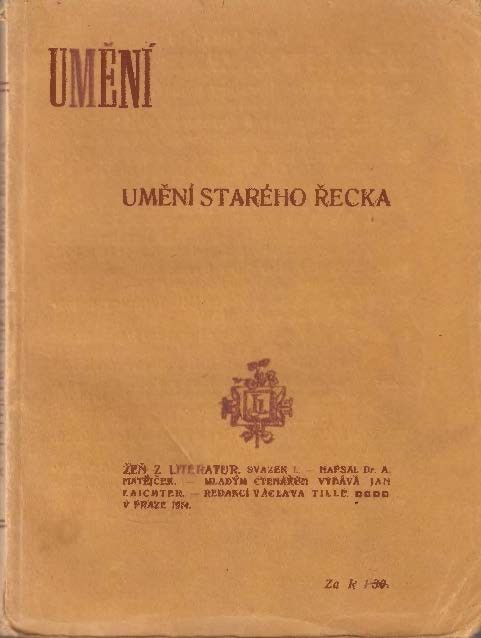 UMĚNÍ
UMĚNÍ STARÉHO ŘECKA
ŽEŇ Z LITERATUR. SVAZEK I. — NAPSAL Dr. A.
MATĚJČEK. — MLADÝM ČTENÁŘŮM VYDÁVÁ JAN
LAICHTER. — REDAKCÍ VÁCLAVA TILLE.
V PRAZE 1914.
Za K